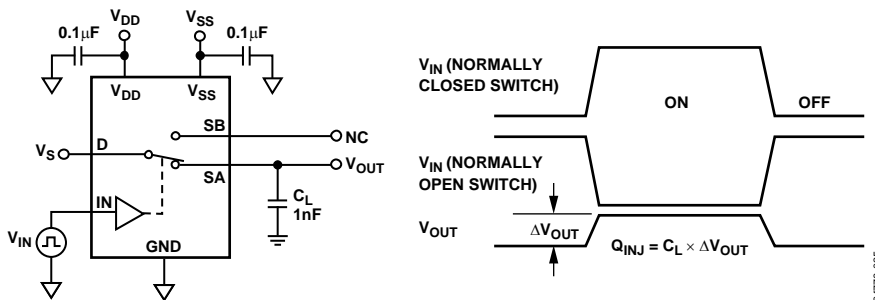 V_DD
V_SS
0.1µF
0.1µF
V_DD
V_SS
SB
NC
V_S
D
SA
V_OUT
IN
C_L
1nF
V_IN
GND
V_IN (NORMALLY
CLOSED SWITCH)
ON
OFF
V_IN (NORMALLY
OPEN SWITCH)
V_OUT
ΔV_OUT
Q_INJ = C_L × ΔV_OUT